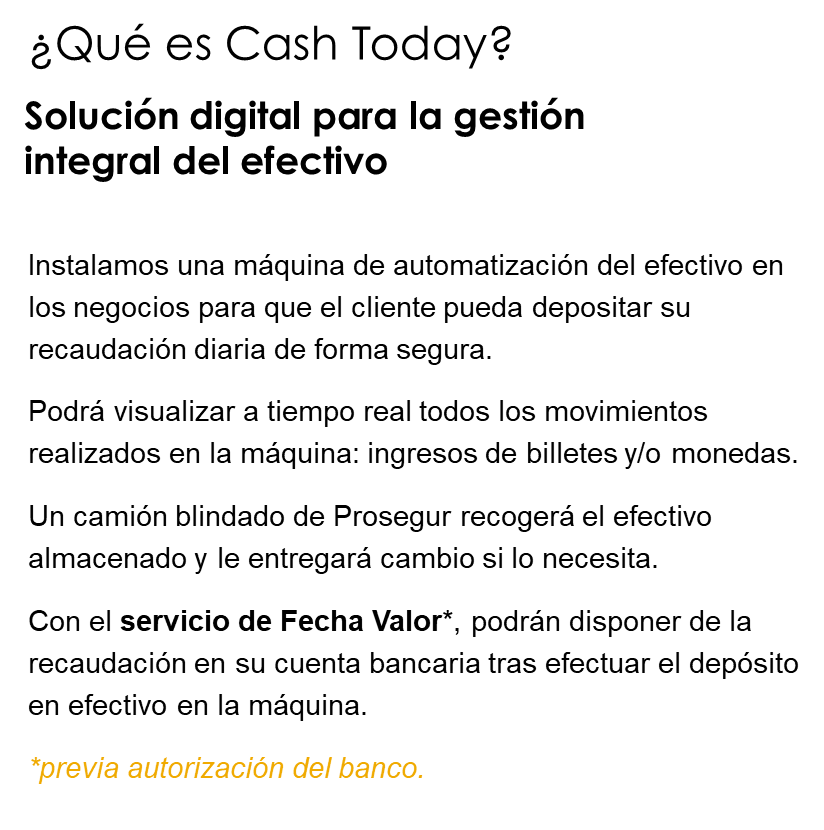 ¿Qué es Cash Today?
Solución digital para la gestión
integral del efectivo
Instalamos una máquina de automatización del efectivo en
los negocios para que el cliente pueda depositar su
recaudación diaria de forma segura.
Podrá visualizar a tiempo real todos los movimientos
realizados en la máquina: ingresos de billetes y/o monedas.
Un camión blindado de Prosegur recogerá el efectivo
almacenado y le entregará cambio si lo necesita.
Con el servicio de Fecha Valor*, podrán disponer de la
recaudación en su cuenta bancaria tras efectuar el depósito
en efectivo en la máquina.
*previa autorización del banco.